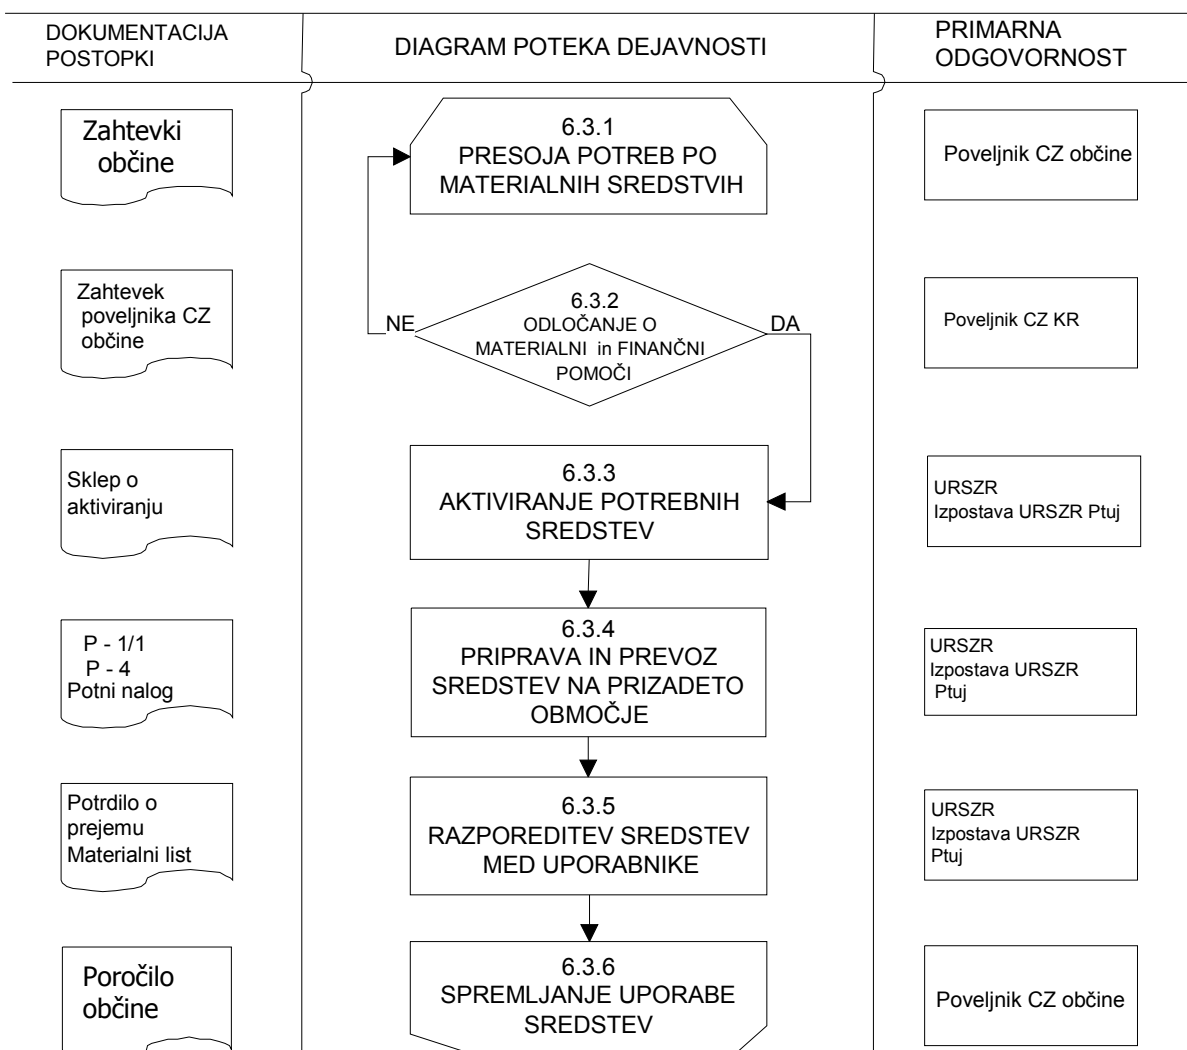 DOKUMENTACIJA
POSTOPKI
DIAGRAM POTEKA DEJAVNOSTI
PRIMARNA
ODGOVORNOST
Zahtevki
občine
6.3.1
PRESOJA POTREB PO
MATERIALNIH SREDSTVIH
Poveljnik CZ občine
Zahtevek
poveljnika CZ
občine
NE
6.3.2
ODLOČANJE O
MATERIALNI in FINANČNI
POMOČI
DA
Poveljnik CZ KR
Sklep o
aktiviranju
6.3.3
AKTIVIRANJE POTREBNIH
SREDSTEV
URSZR
Izpostava URSZR Ptuj
P - 1/1
P - 4
Potni nalog
6.3.4
PRIPRAVA IN PREVOZ
SREDSTEV NA PRIZADETO
OBMOČJE
URSZR
Izpostava URSZR
Ptuj
Potrdilo o
prejemu
Materialni list
6.3.5
RAZPOREDITEV SREDSTEV
MED UPORABNIKE
URSZR
Izpostava URSZR
Ptuj
Poročilo
občine
6.3.6
SPREMLJANJE UPORABE
SREDSTEV
Poveljnik CZ občine